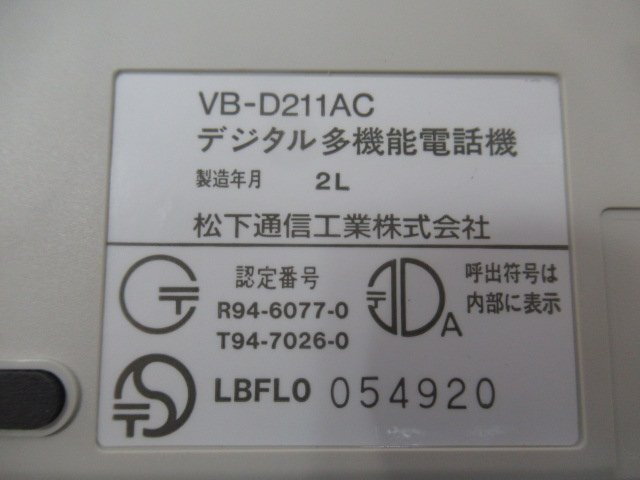 VB-D211AC
デジタル多機能電話機
製造年月 2L
松下通信工業株式会社
認定番号
R94-6077-0
T94-7026-0
A
呼出符号は
内部に表示
LBFL0 054920